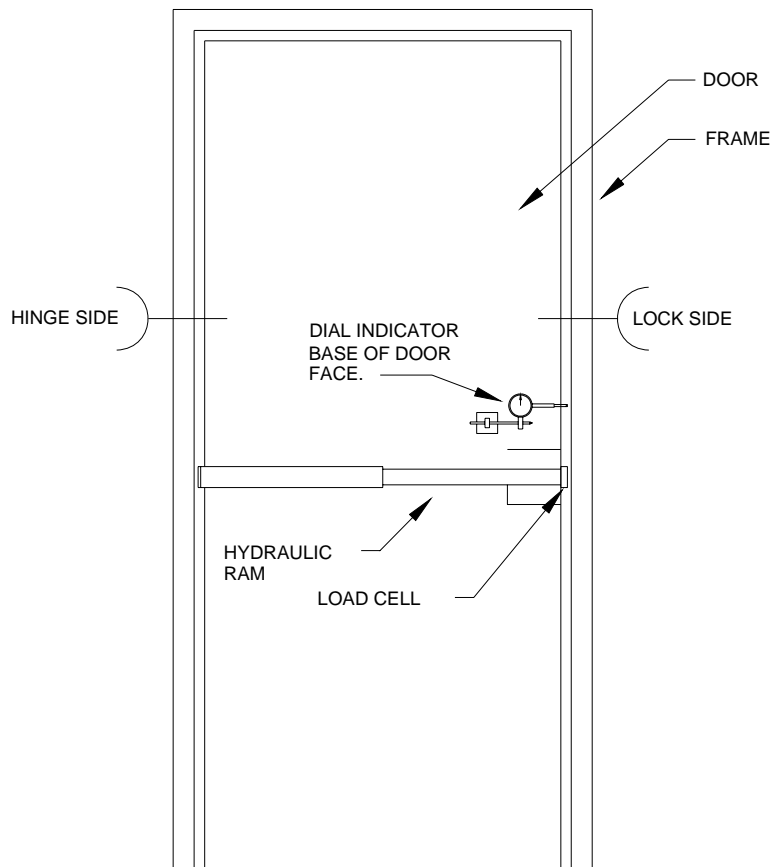 DOOR
FRAME
HINGE SIDE
LOCK SIDE
DIAL INDICATOR
BASE OF DOOR
FACE.
HYDRAULIC
RAM
LOAD CELL